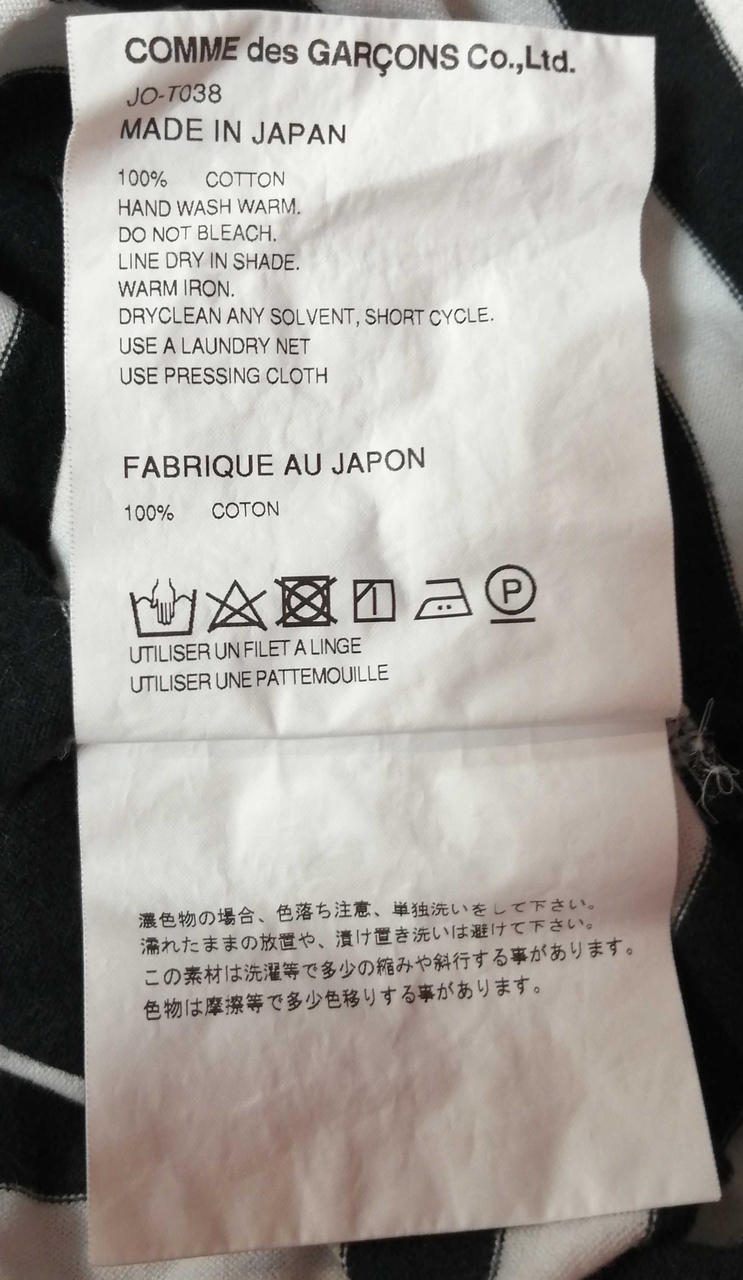 COMME des GARÇONS Co.,Ltd.
JO-T038
MADE IN JAPAN
100% COTTON
HAND WASH WARM.
DO NOT BLEACH.
LINE DRY IN SHADE.
WARM IRON.
DRYCLEAN ANY SOLVENT, SHORT CYCLE.
USE A LAUNDRY NET
USE PRESSING CLOTH
FABRIQUE AU JAPON
100% COTON
P
UTILISER UN FILET A LINGE
UTILISER UNE PATTEMOUILLE
濃色物の場合、色落ち注意、単独洗いをして下さい。
濡れたままの放置や、漬け置き洗いは避けて下さい。
この素材は洗濯等で多少の縮みや斜行する事があります。
色物は摩擦等で多少色移りする事があります。